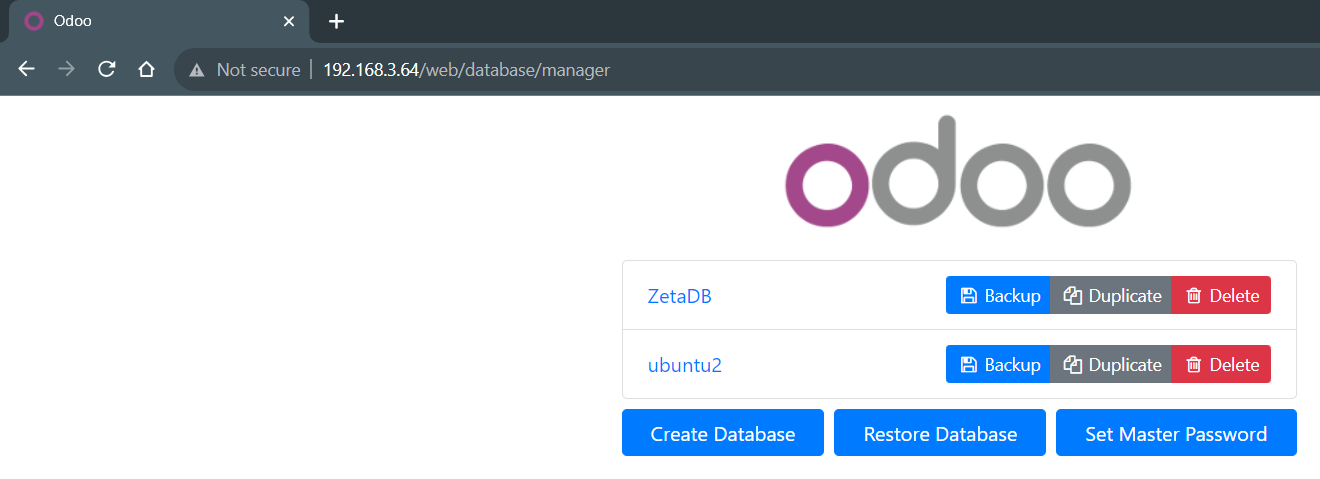 Odoo
Not secure 192.168.3.64/web/database/manager
odoo
ZetaDB Backup Duplicate Delete
ubuntu2 Backup Duplicate Delete
Create Database Restore Database Set Master Password